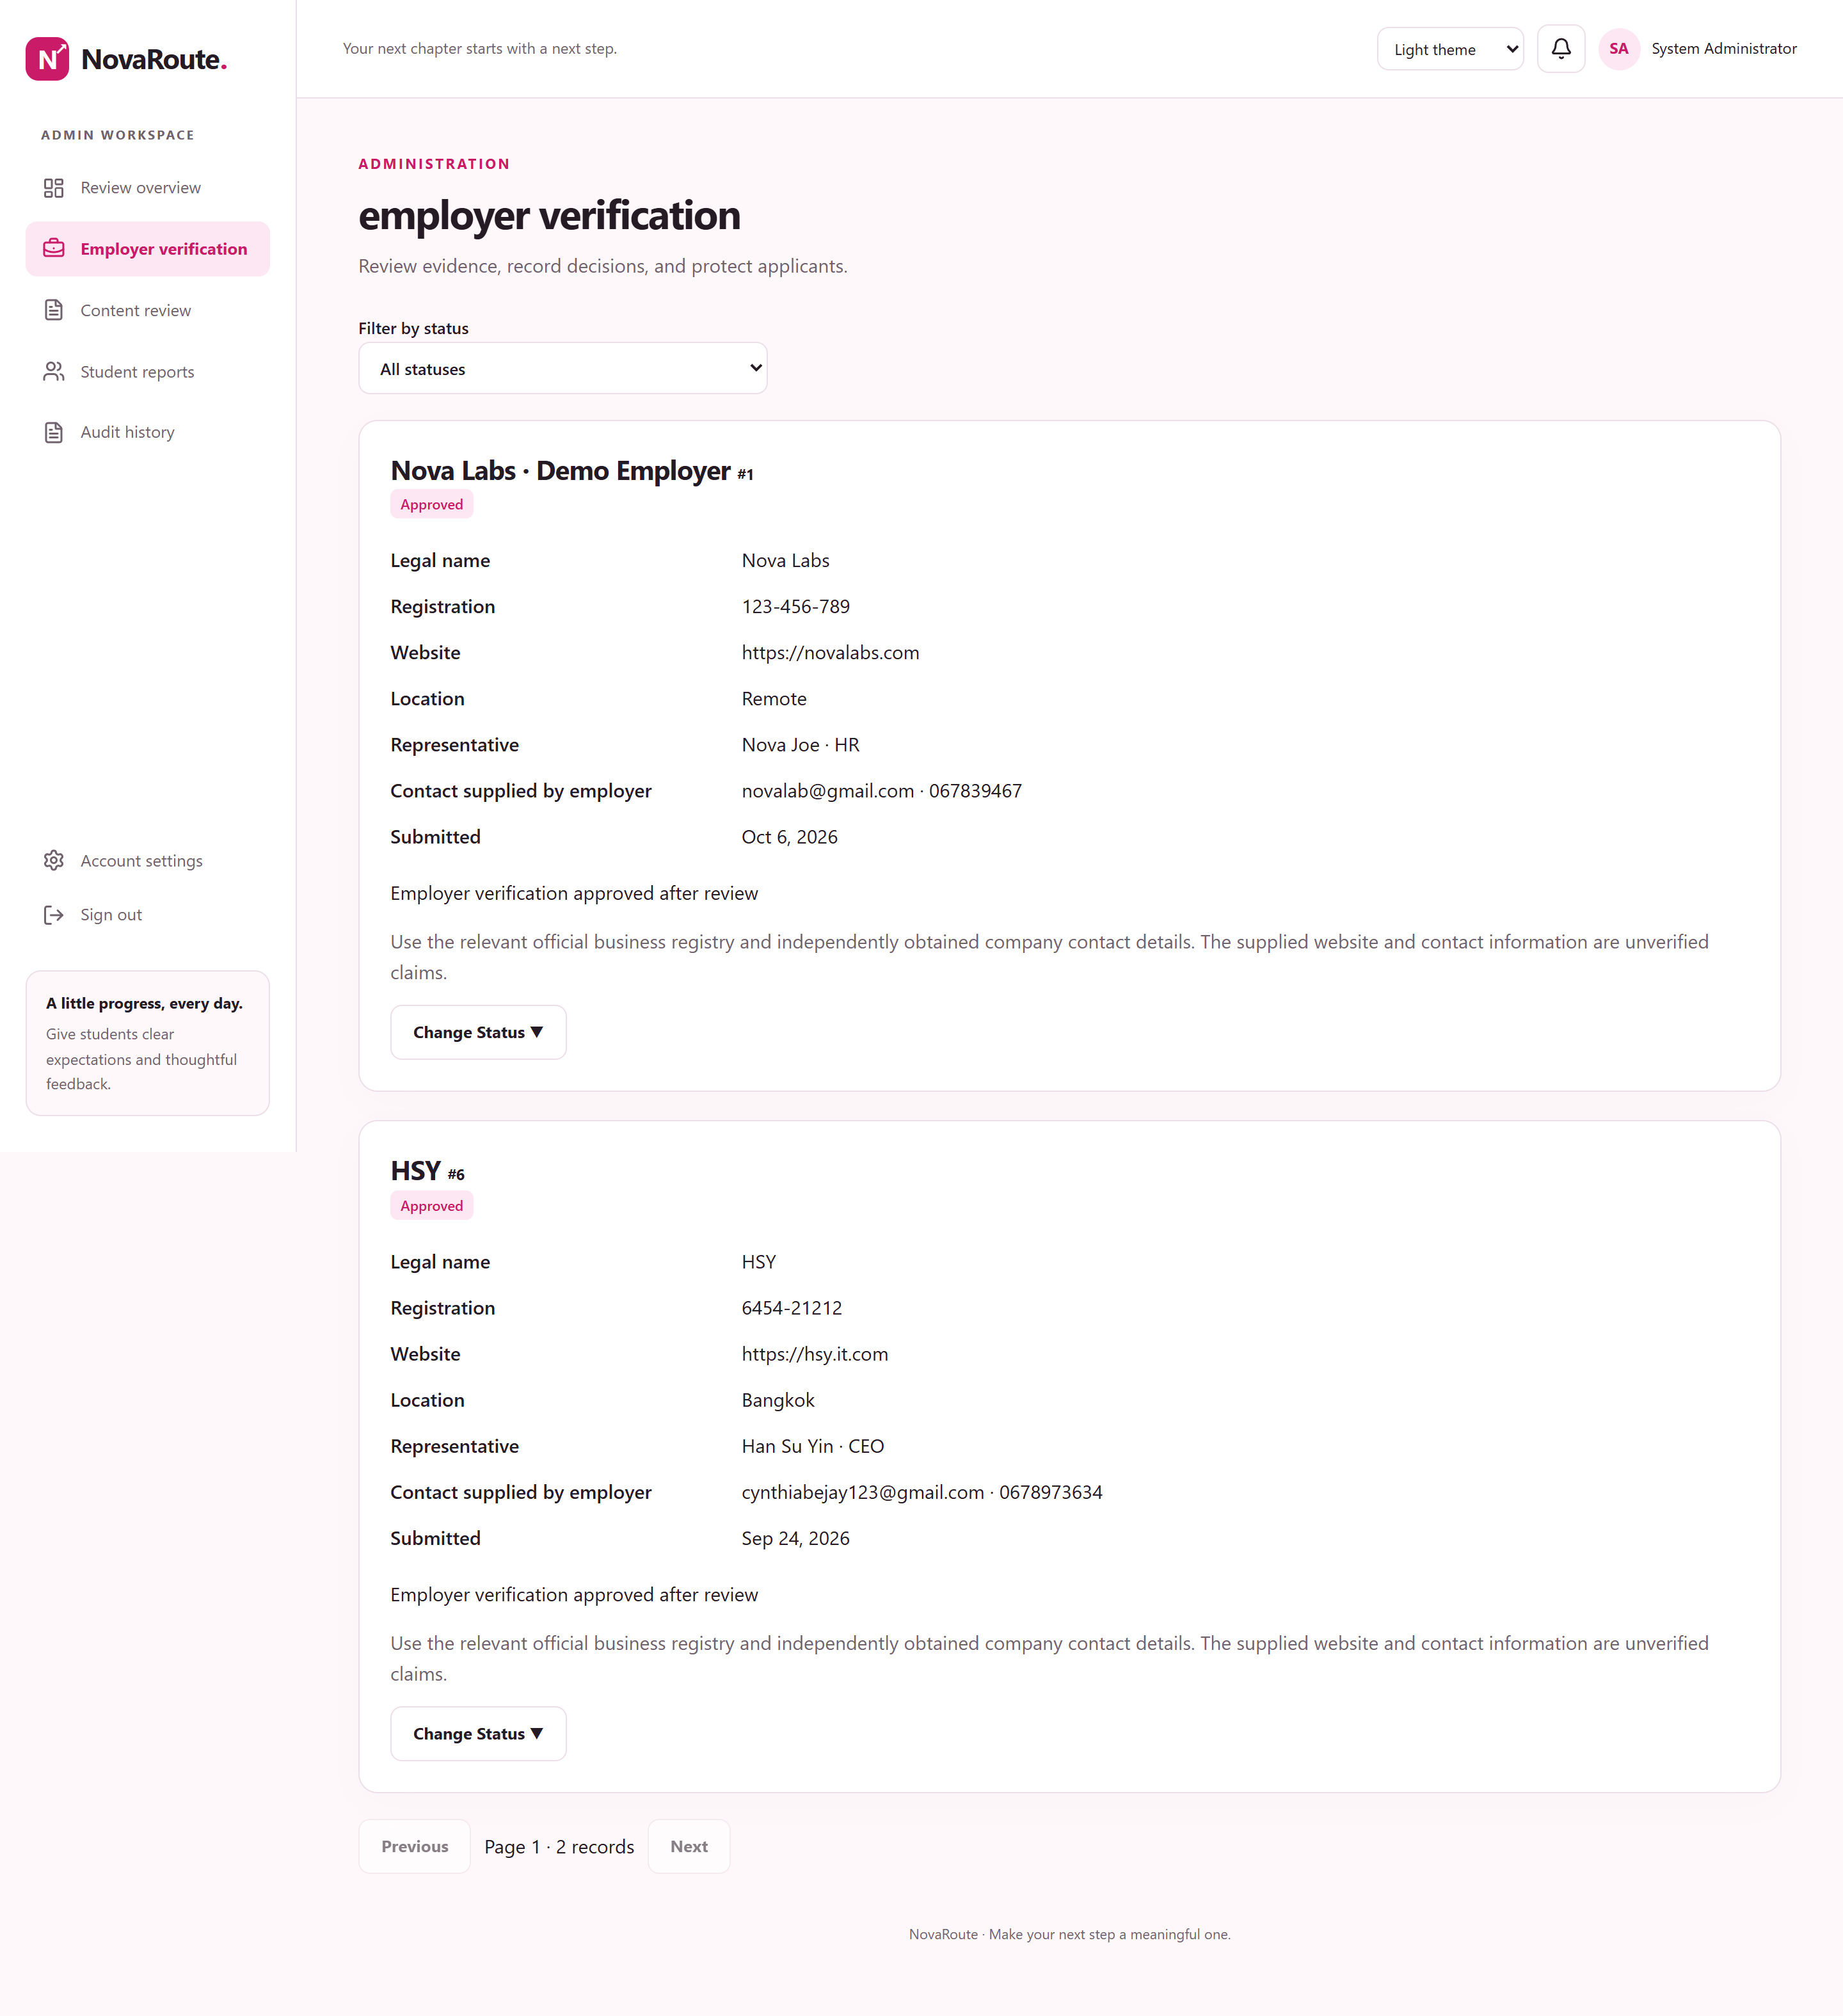 NovaRoute.
ADMIN WORKSPACE
Review overview
Employer verification
Content review
Student reports
Audit history
Account settings
Sign out
A little progress, every day.
Give students clear
expectations and thoughtful
feedback.
Your next chapter starts with a next step.
Light theme
SA
System Administrator
ADMINISTRATION
employer verification
Review evidence, record decisions, and protect applicants.
Filter by status
All statuses
Nova Labs · Demo Employer #1
Approved
Legal name Nova Labs
Registration 123-456-789
Website https://novalabs.com
Location Remote
Representative Nova Joe · HR
Contact supplied by employer novalab@gmail.com · 067839467
Submitted Oct 6, 2026
Employer verification approved after review
Use the relevant official business registry and independently obtained company contact details. The supplied website and contact information are unverified
claims.
Change Status ▼
HSY #6
Approved
Legal name HSY
Registration 6454-21212
Website https://hsy.it.com
Location Bangkok
Representative Han Su Yin · CEO
Contact supplied by employer cynthiabejay123@gmail.com · 0678973634
Submitted Sep 24, 2026
Employer verification approved after review
Use the relevant official business registry and independently obtained company contact details. The supplied website and contact information are unverified
claims.
Change Status ▼
Previous Page 1 · 2 records Next
NovaRoute · Make your next step a meaningful one.